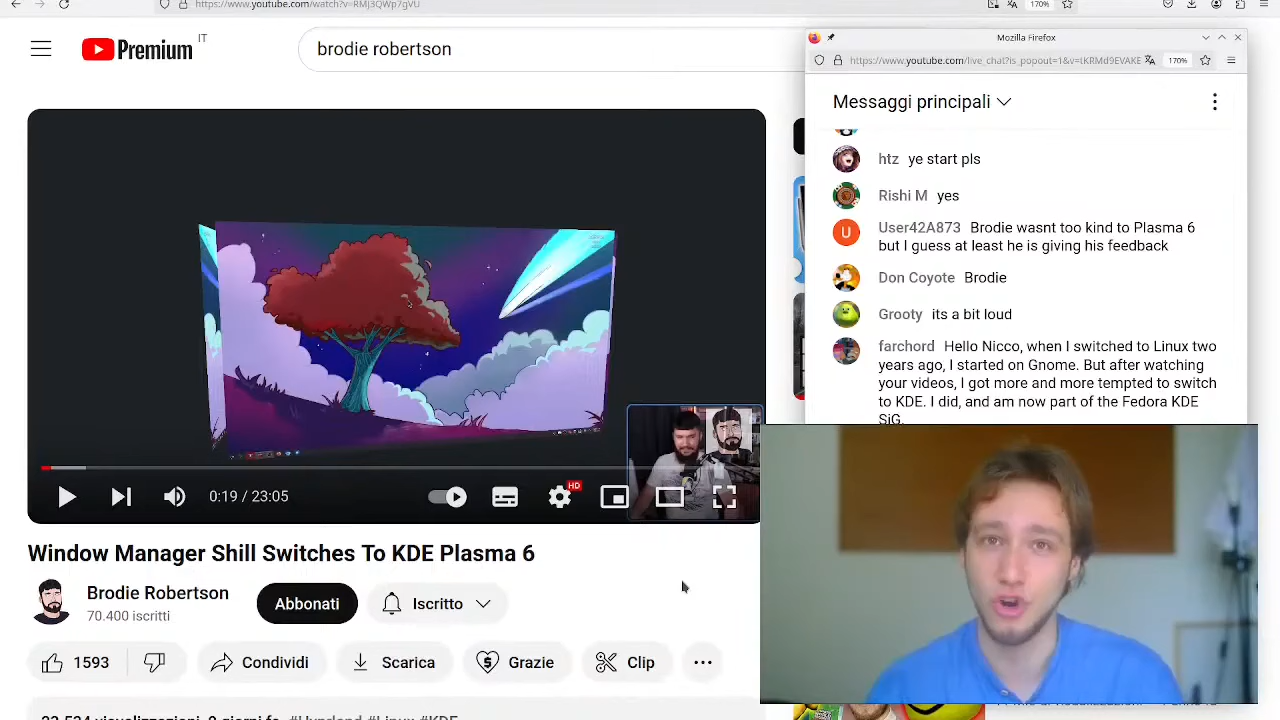 https://www.youtube.com/watch?v=RMJ3QWp7gVU
170%
Premium IT
brodie robertson
Mozilla Firefox
https://www.youtube.com/live_chat?is_popout=1&v=tKRMd9EVAKE
170%
Messaggi principali
htz ye start pls
Rishi M yes
User42A873 Brodie wasnt too kind to Plasma 6
but I guess at least he is giving his feedback
Don Coyote Brodie
Grooty its a bit loud
farchord Hello Nicco, when I switched to Linux two
years ago, I started on Gnome. But after watching
your videos, I got more and more tempted to switch
to KDE. I did, and am now part of the Fedora KDE
SiG.
0:19 / 23:05
HD
Window Manager Shill Switches To KDE Plasma 6
Brodie Robertson
70.400 iscritti
Abbonati
Iscritto
1593
Condividi
Scarica
Grazie
Clip
#Hyprland #Linux #KDE